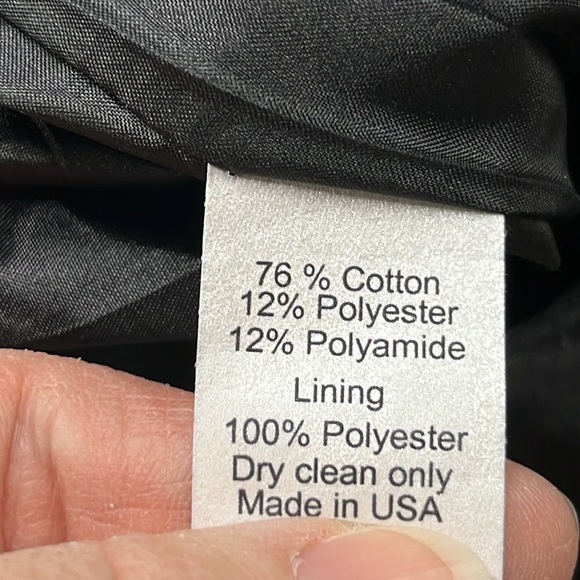 76 % Cotton
12% Polyester
12% Polyamide
Lining
100% Polyester
Dry clean only
Made in USA